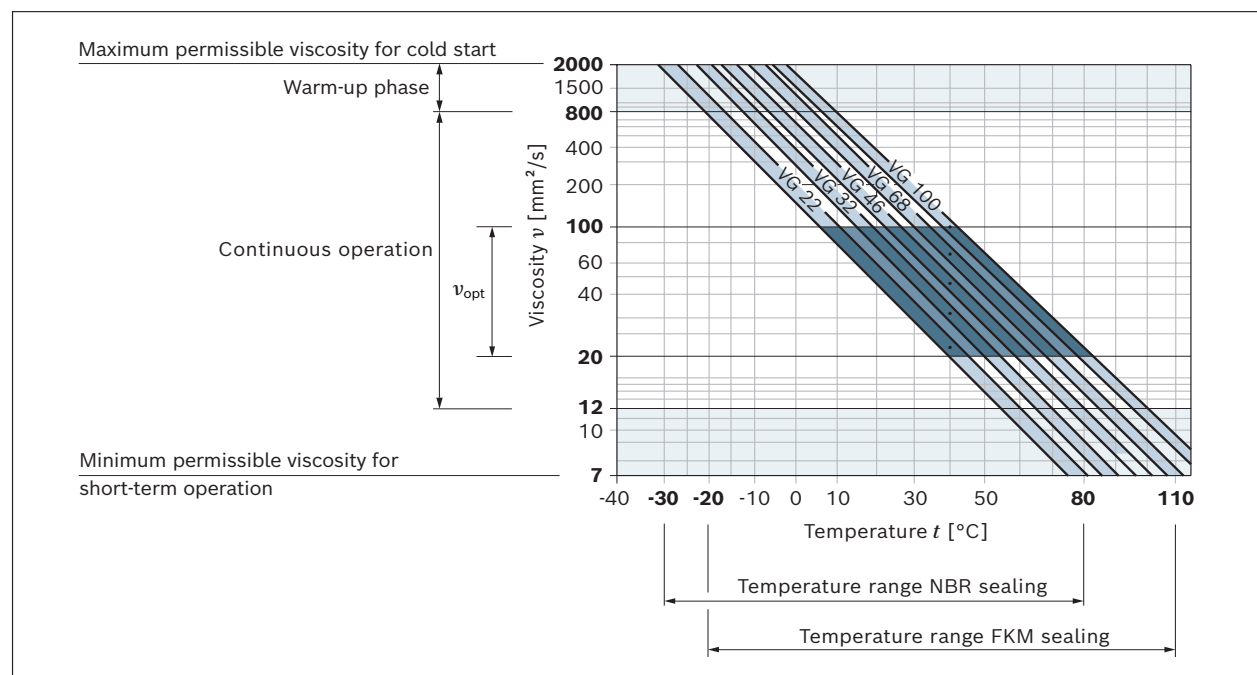 Maximum permissible viscosity for cold start
Warm-up phase
Continuous operation
νopt
Minimum permissible viscosity for
short-term operation
Viscosity ν [mm²/s]
2000
1500
800
400
200
100
60
40
20
12
10
7
VG 22
VG 32
VG 46
VG 68
VG 100
-40 -30 -20 -10 0 10 30 50 80 110
Temperature t [°C]
Temperature range NBR sealing
Temperature range FKM sealing